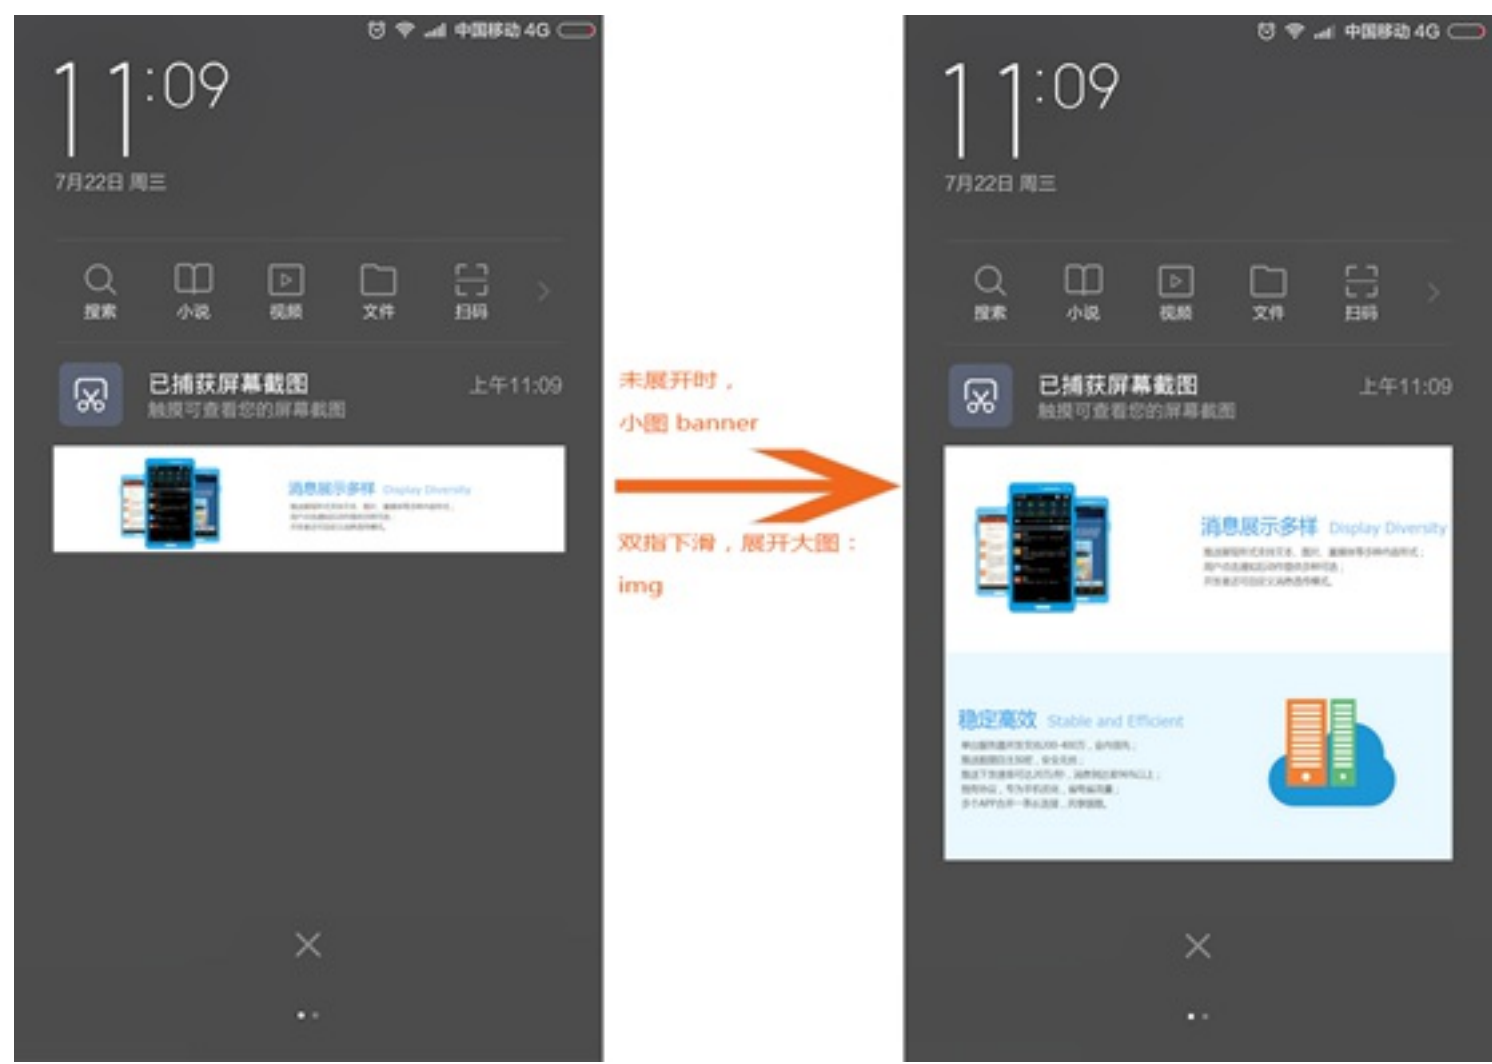 中国移动 4G
11:09
7月22日 周三
搜索 小说 视频 文件 扫码
已捕获屏幕截图 上午11:09
触摸可查看您的屏幕截图
消息展示多样 Display Diversity
未展开时，
小图 banner
双指下滑，展开大图：
img
中国移动 4G
11:09
7月22日 周三
搜索 小说 视频 文件 扫码
已捕获屏幕截图 上午11:09
触摸可查看您的屏幕截图
消息展示多样 Display Diversity
稳定高效 Stable and Efficient